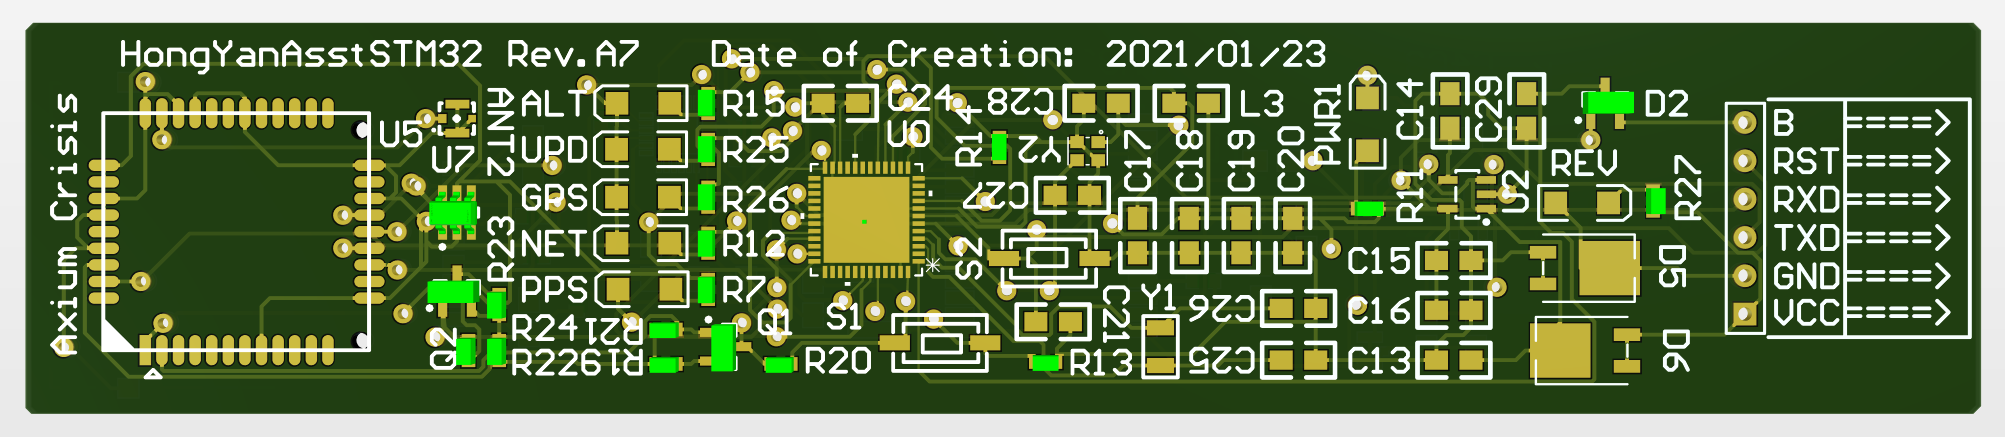 HongYanAsstSTM32 Rev.A7 Date of Creation: 2021/01/23
Axium Crisis
U5
U7
ANT2
R23
Q2
R24
R22
R21
R19
ALT
UPD
GPS
NET
PPS
R15
R25
R26
R12
R7
Q1
R20
S1
C24
U0
R14
C28
L3
Y2
C27
S2
C17
C18
C19
C20
C21
R13
Y1
C26
C25
PWR1
R11
C14
C29
U2
C15
C16
C13
D2
REV
R27
D5
D6
B ====>
RST ====>
RXD ====>
TXD ====>
GND ====>
VCC ====>